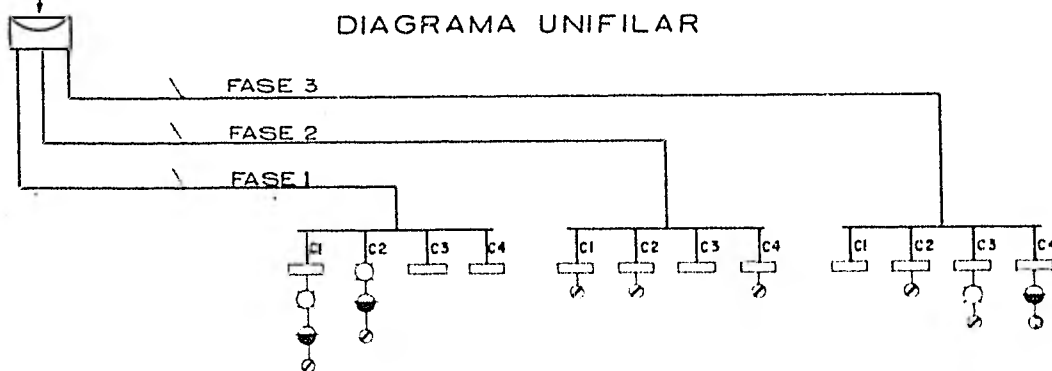 DIAGRAMA UNIFILAR
FASE 3
FASE 2
FASE 1
C1 C2 C3 C4
C1 C2 C3 C4
C1 C2 C3 C4